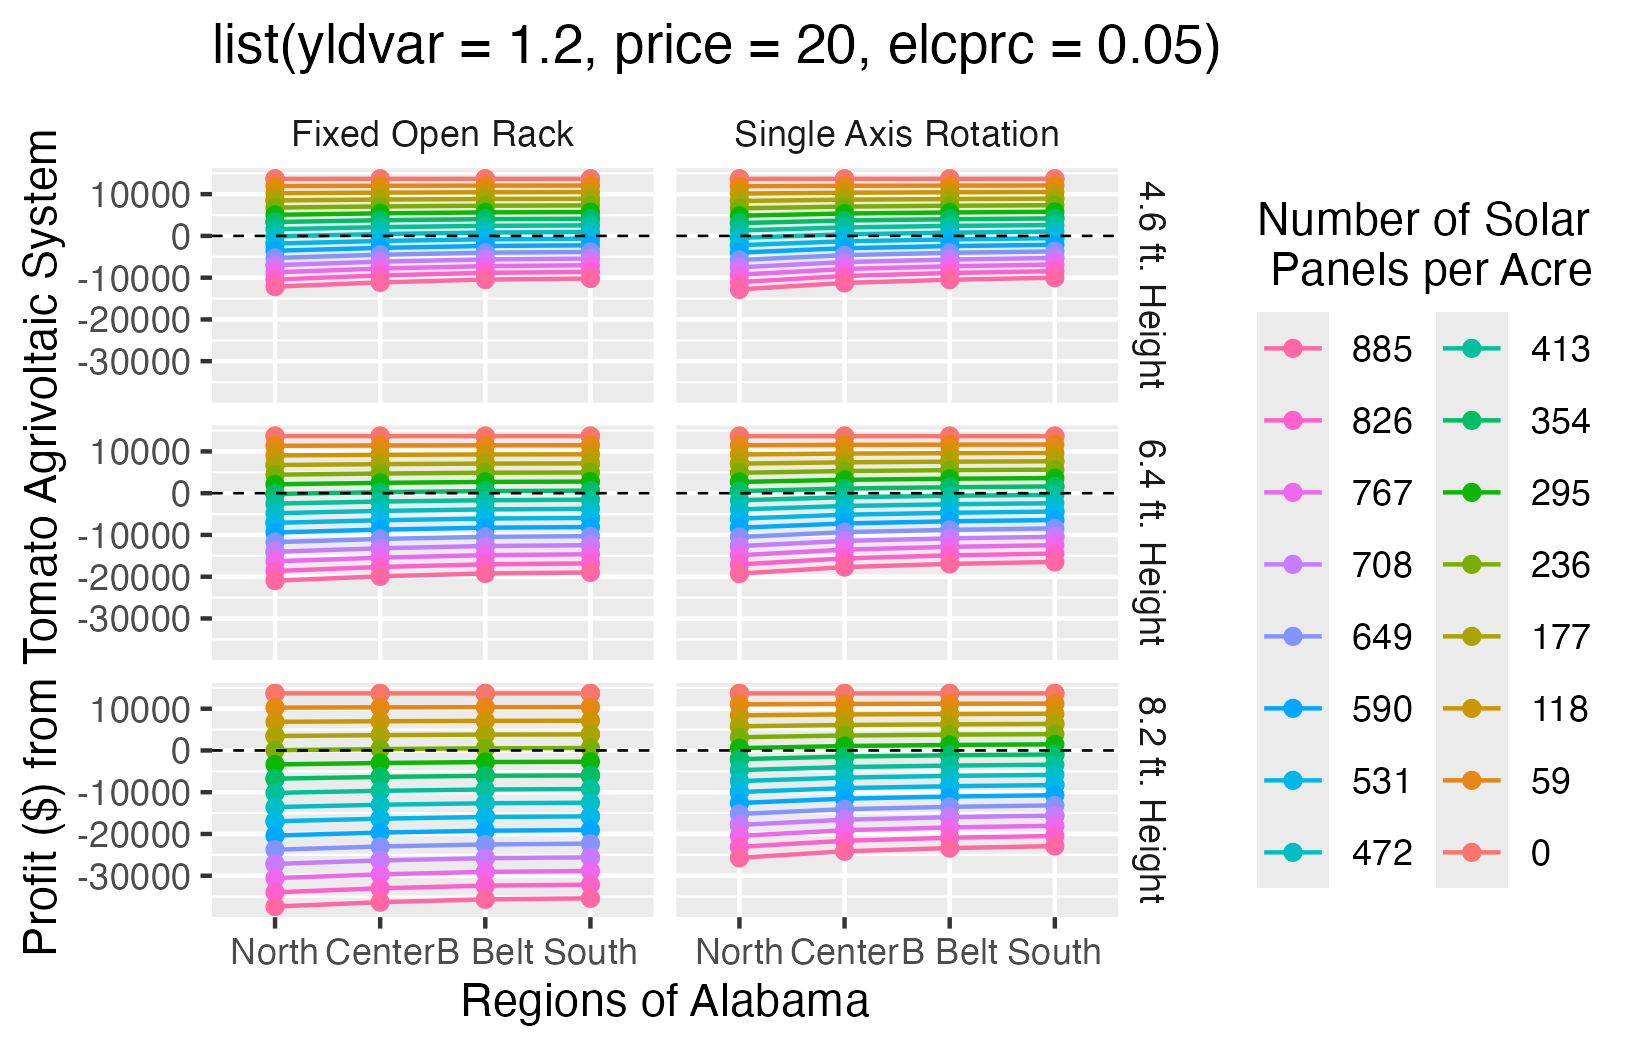 list(yldvar = 1.2, price = 20, elcprc = 0.05)
Fixed Open Rack
Single Axis Rotation
Profit ($) from Tomato Agrivoltaic System
10000
0
-10000
-20000
-30000
4.6 ft. Height
10000
0
-10000
-20000
-30000
6.4 ft. Height
10000
0
-10000
-20000
-30000
8.2 ft. Height
North Center B Belt South
North Center B Belt South
Regions of Alabama
Number of Solar
Panels per Acre
885
826
767
708
649
590
531
472
413
354
295
236
177
118
59
0